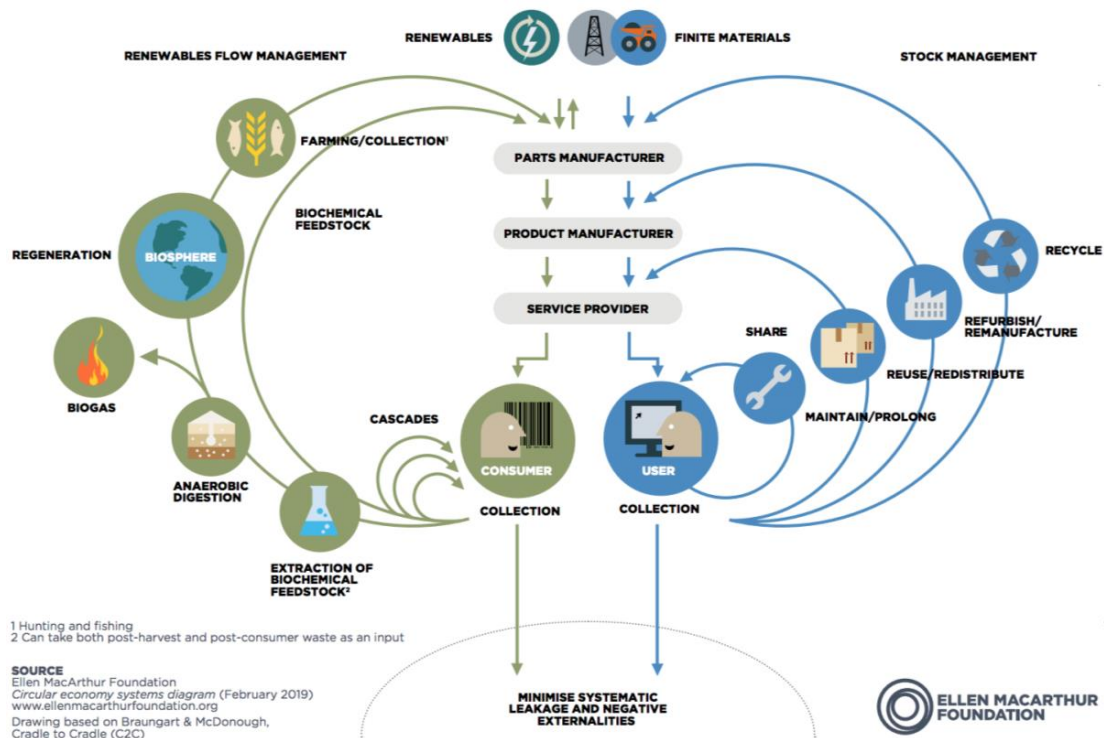 RENEWABLES
FINITE MATERIALS
RENEWABLES FLOW MANAGEMENT
STOCK MANAGEMENT
FARMING/COLLECTION¹
PARTS MANUFACTURER
BIOCHEMICAL
FEEDSTOCK
PRODUCT MANUFACTURER
REGENERATION
BIOSPHERE
RECYCLE
SERVICE PROVIDER
SHARE
REFURBISH/
REMANUFACTURE
REUSE/REDISTRIBUTE
BIOGAS
CASCADES
MAINTAIN/PROLONG
CONSUMER
USER
ANAEROBIC
DIGESTION
COLLECTION
COLLECTION
EXTRACTION OF
BIOCHEMICAL
FEEDSTOCK²
1 Hunting and fishing
2 Can take both post-harvest and post-consumer waste as an input
SOURCE
Ellen MacArthur Foundation
Circular economy systems diagram (February 2019)
www.ellenmacarthurfoundation.org
Drawing based on Braungart & McDonough,
Cradle to Cradle (C2C)
MINIMISE SYSTEMATIC
LEAKAGE AND NEGATIVE
EXTERNALITIES
ELLEN MACARTHUR
FOUNDATION